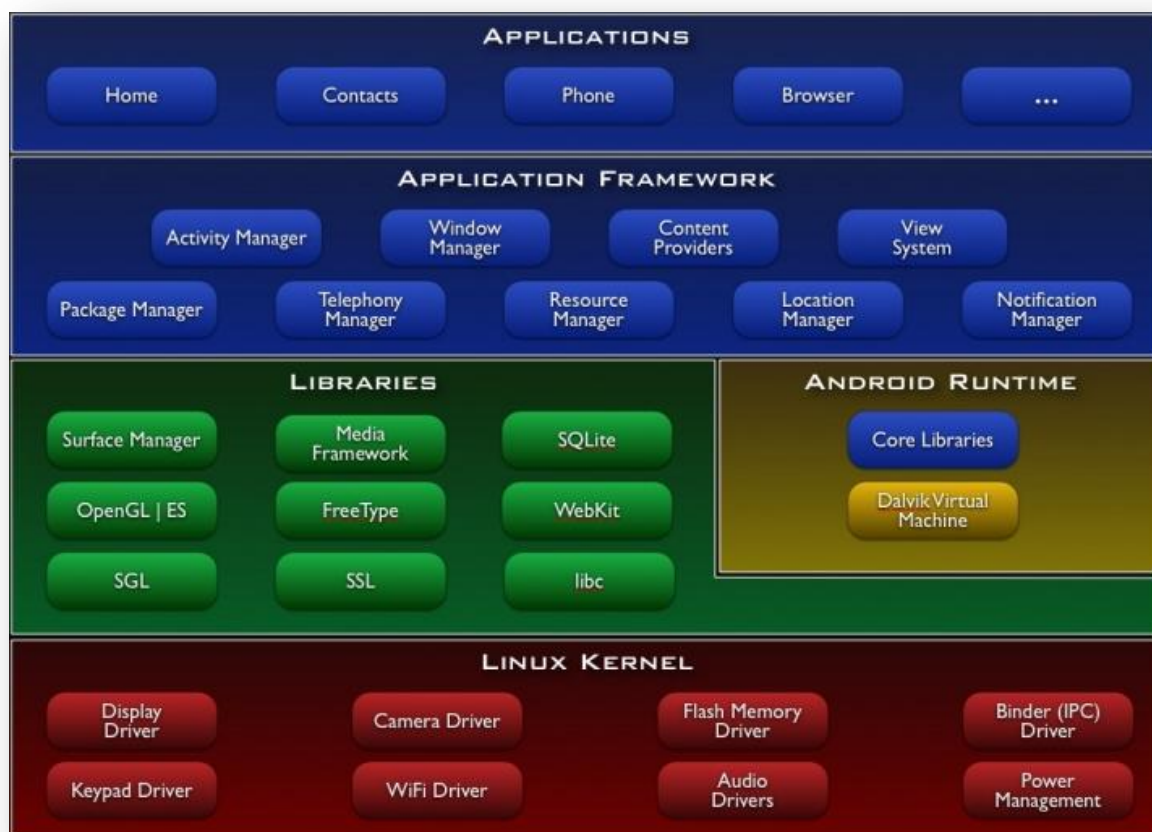 APPLICATIONS
Home
Contacts
Phone
Browser
...
APPLICATION FRAMEWORK
Activity Manager
Window
Manager
Content
Providers
View
System
Package Manager
Telephony
Manager
Resource
Manager
Location
Manager
Notification
Manager
LIBRARIES
Surface Manager
Media
Framework
SQLite
OpenGL | ES
FreeType
WebKit
SGL
SSL
libc
ANDROID RUNTIME
Core Libraries
Dalvik Virtual
Machine
LINUX KERNEL
Display
Driver
Camera Driver
Flash Memory
Driver
Binder (IPC)
Driver
Keypad Driver
WiFi Driver
Audio
Drivers
Power
Management